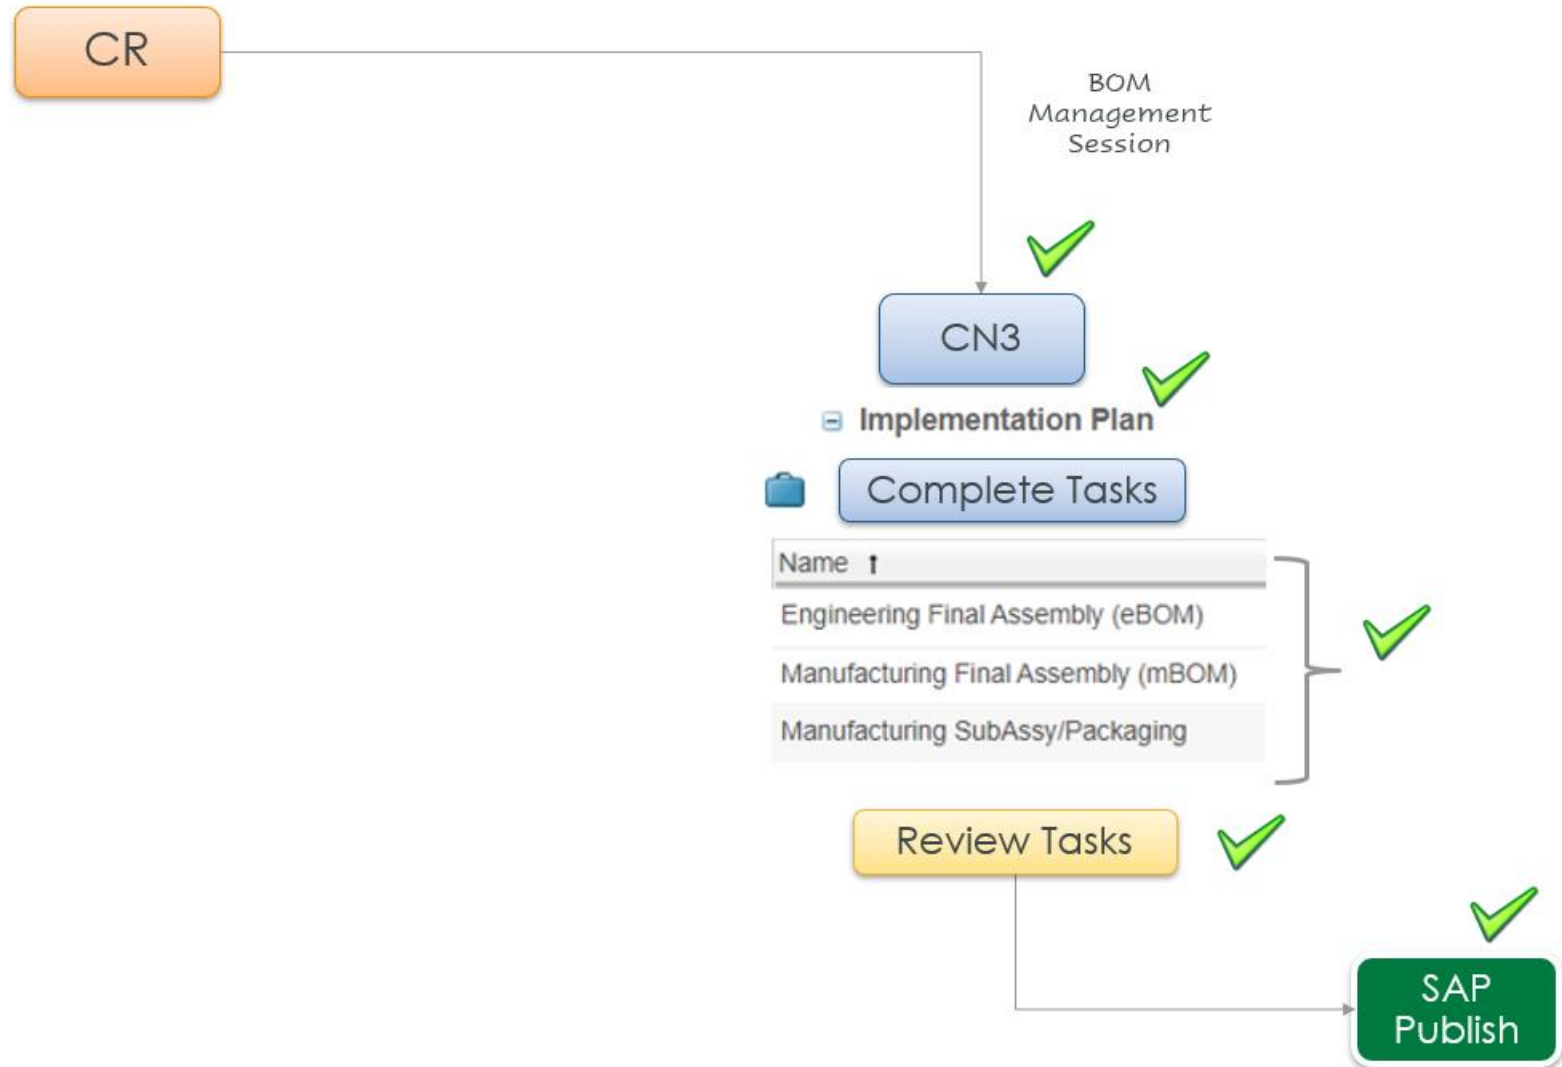 CR
BOM
Management
Session
CN3
Implementation Plan
Complete Tasks
Name
Engineering Final Assembly (eBOM)
Manufacturing Final Assembly (mBOM)
Manufacturing SubAssy/Packaging
Review Tasks
SAP
Publish